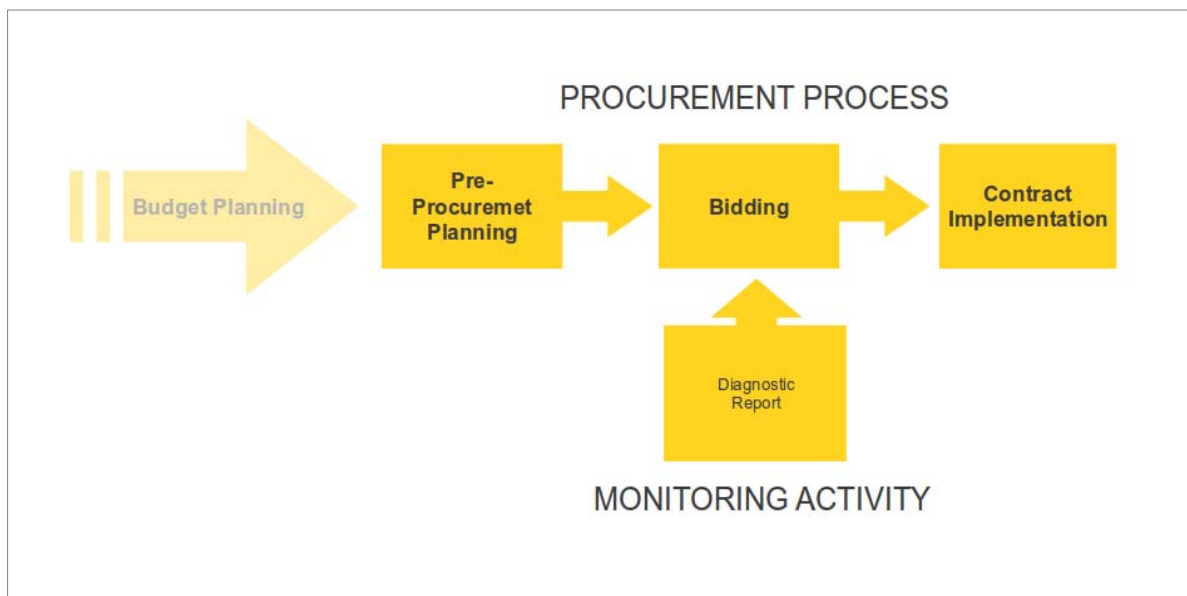 PROCUREMENT PROCESS
Budget Planning
Pre-
Procuremet
Planning
Bidding
Contract
Implementation
Diagnostic
Report
MONITORING ACTIVITY